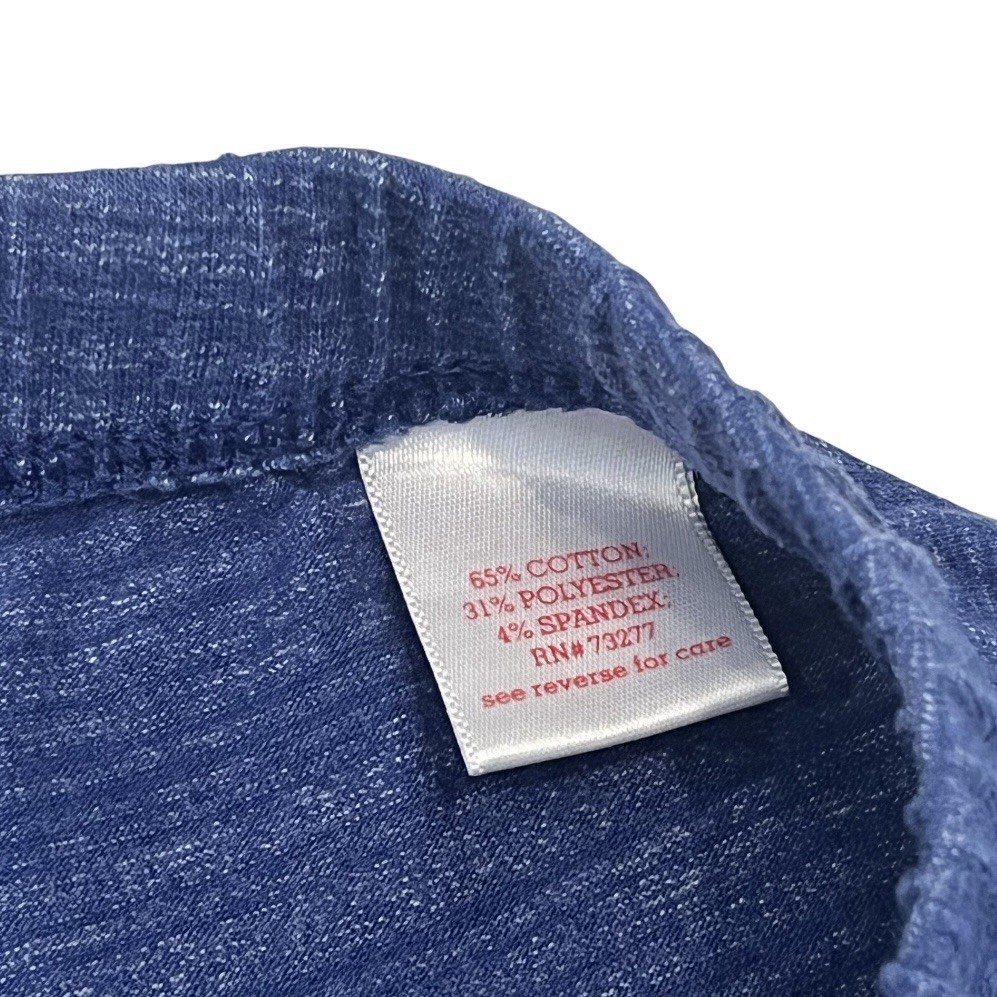 65% COTTON;
31% POLYESTER;
4% SPANDEX;
RN#73277
see reverse for care